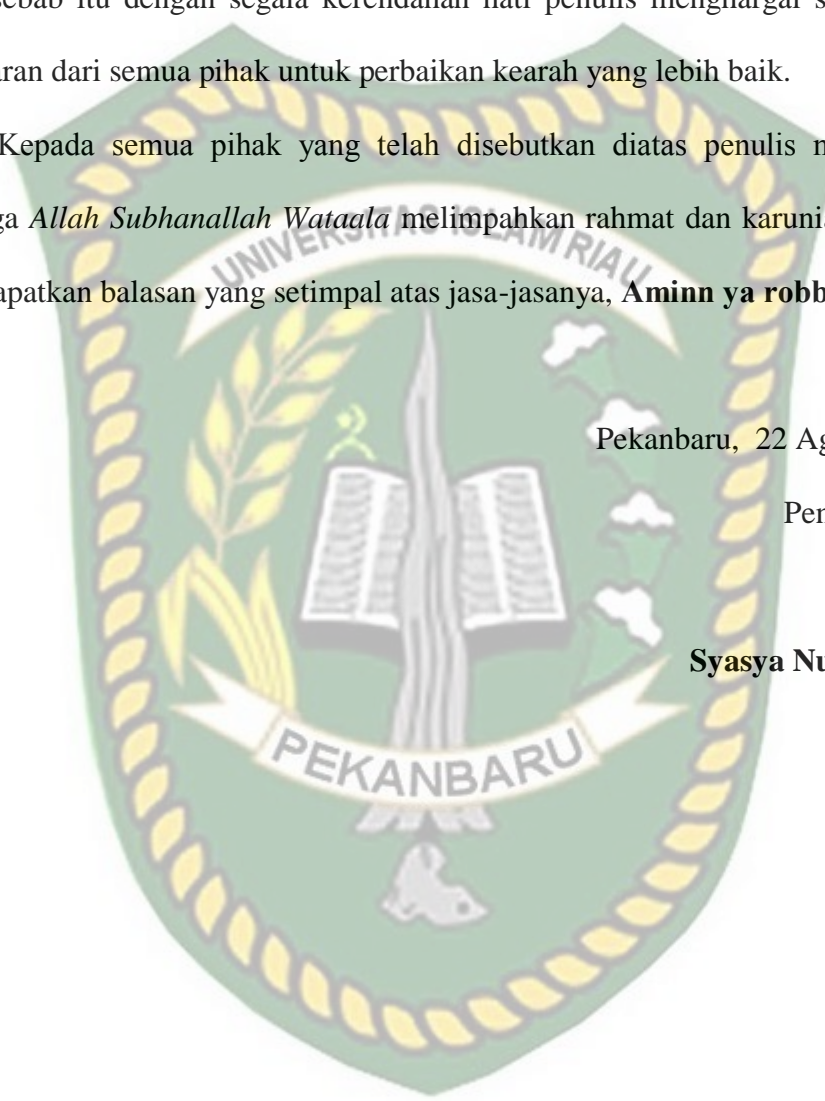 sebab itu dengan segala kerendahan hati penulis menghargai
aran dari semua pihak untuk perbaikan kearah yang lebih baik.
Kepada semua pihak yang telah disebutkan diatas penulis
ga Allah Subhanallah Wataala melimpahkan rahmat dan karunia
UNIVERSITAS ISLAM RIAU
apatkan balasan yang setimpal atas jasa-jasanya, Aminn ya robb
Pekanbaru, 22 Ag
Pen
Syasya Nu
PEKANBARU